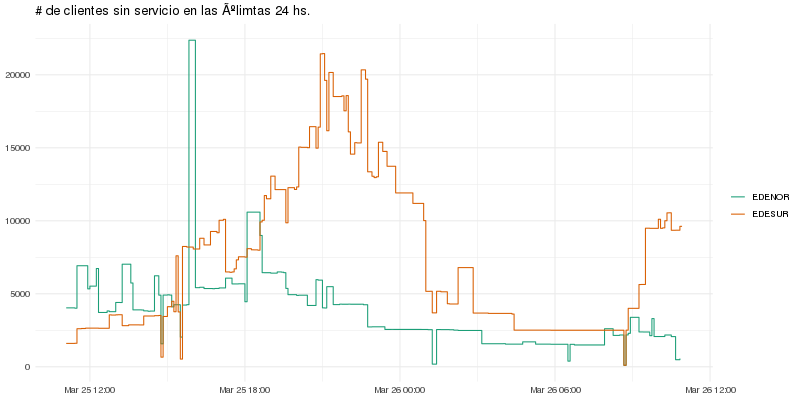 # de clientes sin servicio en las Ãºlimtas 24 hs.
20000
15000
10000
5000
0
Mar 25 12:00
Mar 25 18:00
Mar 26 00:00
Mar 26 06:00
Mar 26 12:00
EDENOR
EDESUR